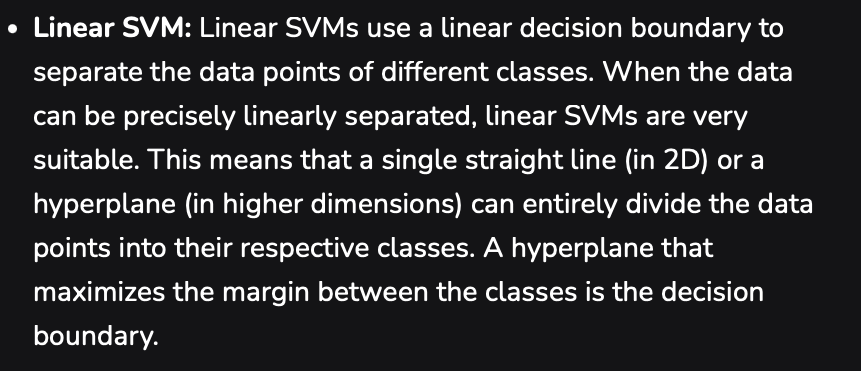 • Linear SVM: Linear SVMs use a linear decision boundary to
separate the data points of different classes. When the data
can be precisely linearly separated, linear SVMs are very
suitable. This means that a single straight line (in 2D) or a
hyperplane (in higher dimensions) can entirely divide the data
points into their respective classes. A hyperplane that
maximizes the margin between the classes is the decision
boundary.